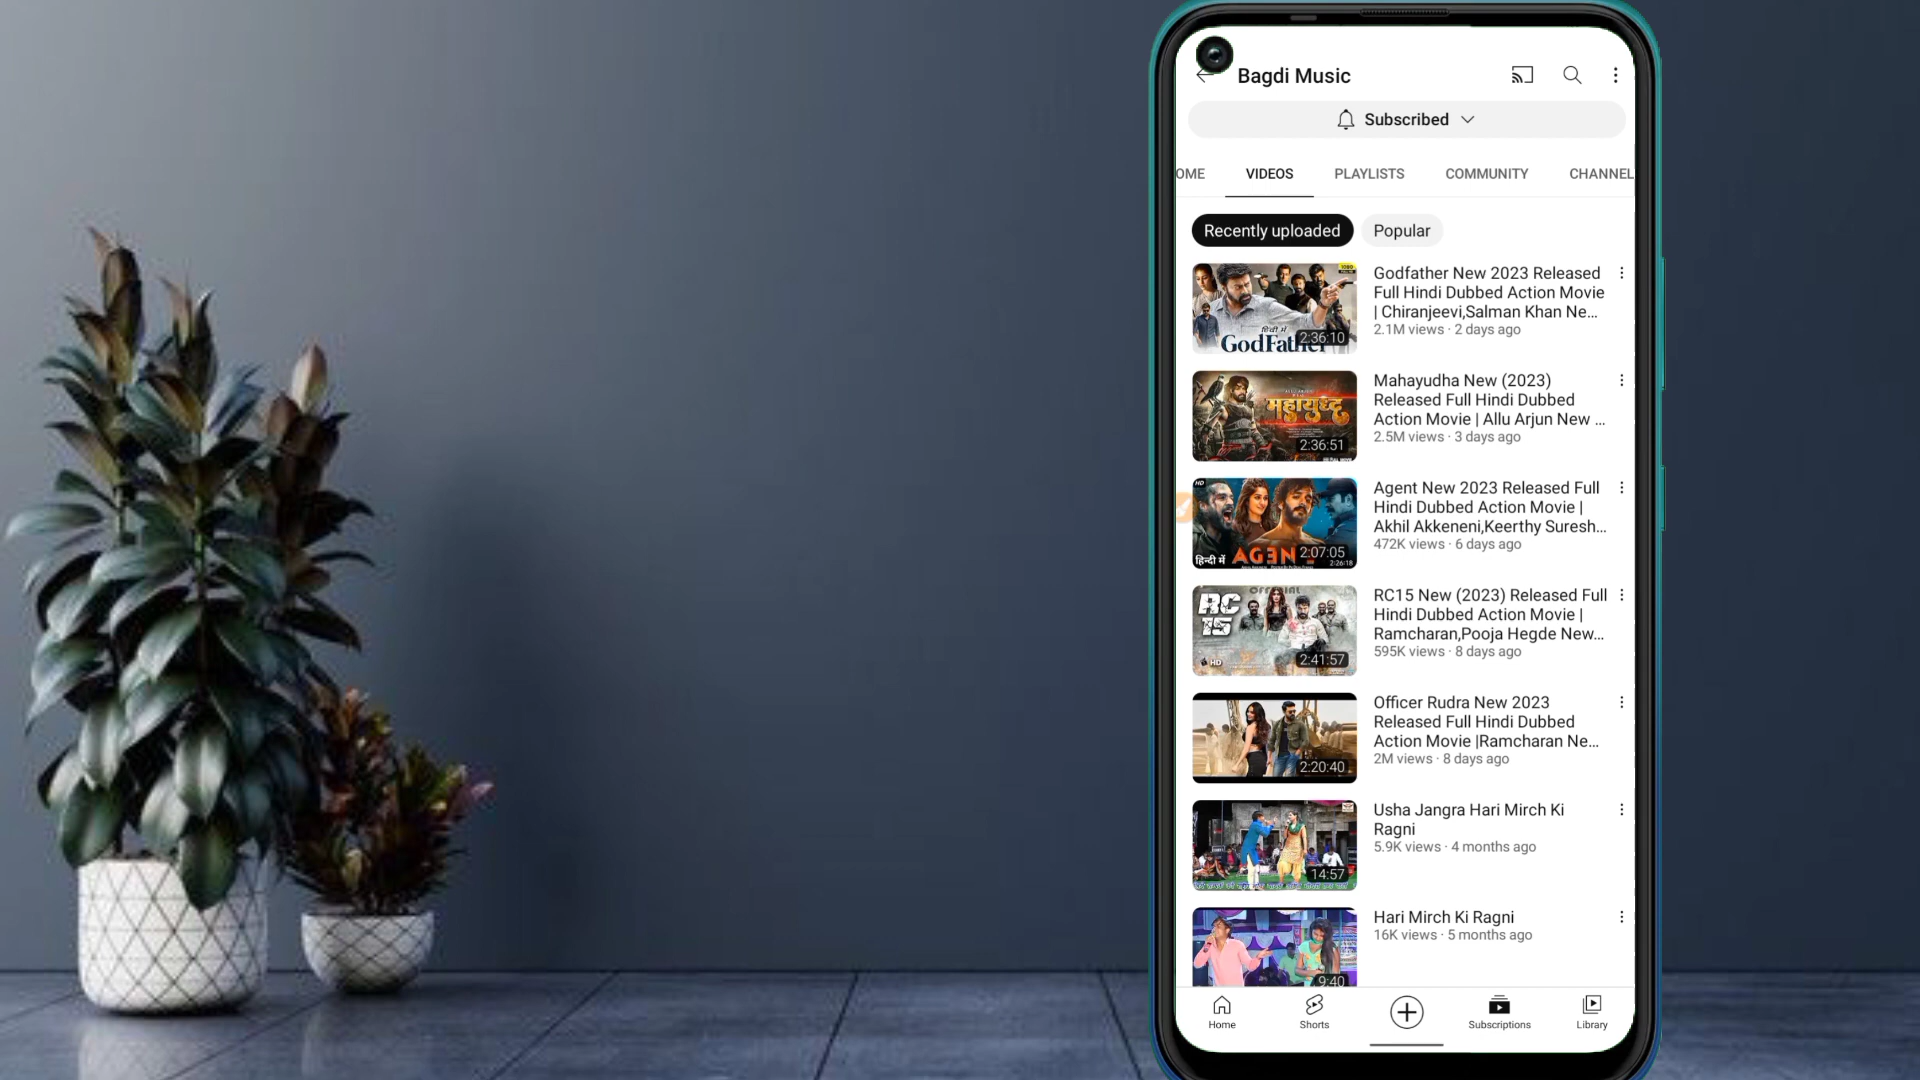 Bagdi Music
Subscribed
OME VIDEOS PLAYLISTS COMMUNITY CHANNEL
Recently uploaded Popular
हिन्दी में
GodFather
2:36:10
Godfather New 2023 Released
Full Hindi Dubbed Action Movie
| Chiranjeevi,Salman Khan Ne...
2.1M views · 2 days ago
महायुध्द
2:36:51
Mahayudha New (2023)
Released Full Hindi Dubbed
Action Movie | Allu Arjun New ...
2.5M views · 3 days ago
HD
हिन्दी में AG3N 2:07:05
2:26:18
Agent New 2023 Released Full
Hindi Dubbed Action Movie |
Akhil Akkeneni,Keerthy Suresh...
472K views · 6 days ago
OFFICIAL
RC
15
HD
2:41:57
RC15 New (2023) Released Full
Hindi Dubbed Action Movie |
Ramcharan,Pooja Hegde New...
595K views · 8 days ago
2:20:40
Officer Rudra New 2023
Released Full Hindi Dubbed
Action Movie |Ramcharan Ne...
2M views · 8 days ago
14:57
Usha Jangra Hari Mirch Ki
Ragni
5.9K views · 4 months ago
9:40
Hari Mirch Ki Ragni
16K views · 5 months ago
Home Shorts Subscriptions Library